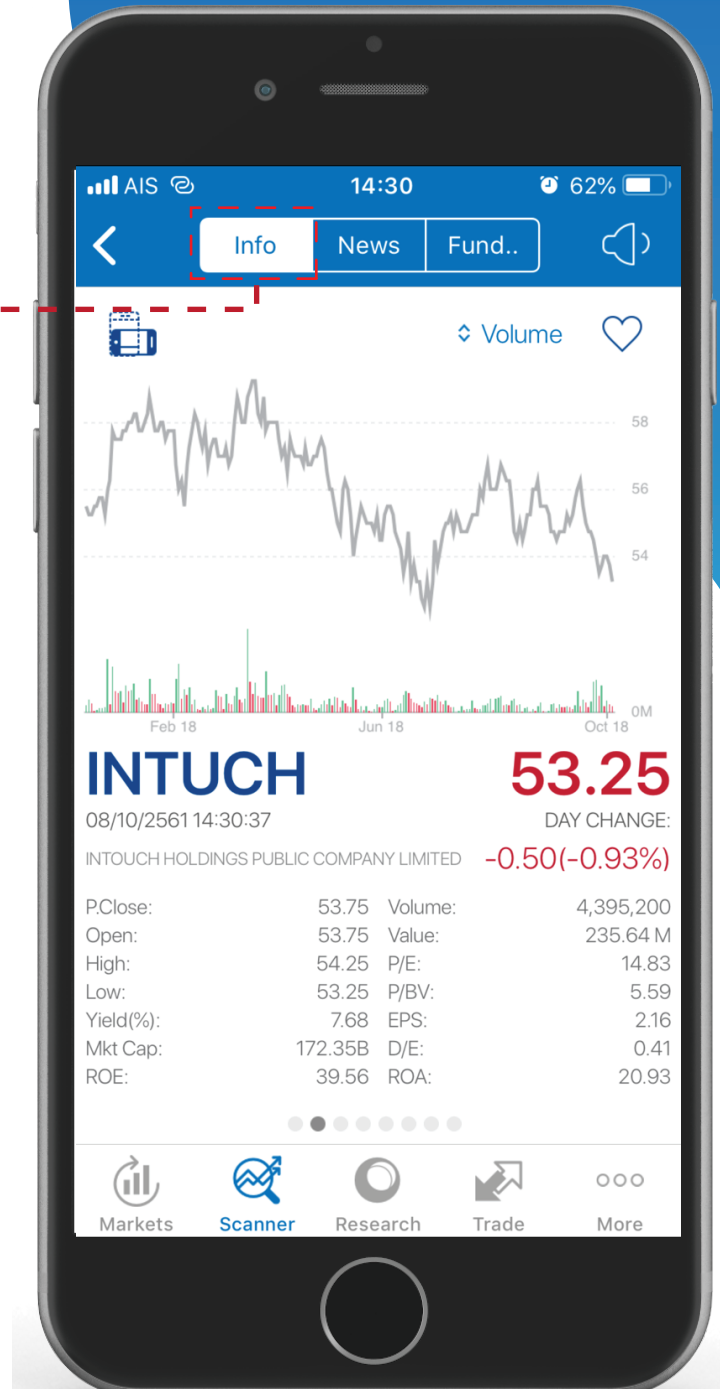 AIS 14:30 62%
Info News Fund..
Volume
58
56
54
0M
Feb 18 Jun 18 Oct 18
INTUCH 53.25
08/10/2561 14:30:37 DAY CHANGE:
INTOUCH HOLDINGS PUBLIC COMPANY LIMITED -0.50(-0.93%)
P.Close: 53.75 Volume: 4,395,200
Open: 53.75 Value: 235.64 M
High: 54.25 P/E: 14.83
Low: 53.25 P/BV: 5.59
Yield(%): 7.68 EPS: 2.16
Mkt Cap: 172.35B D/E: 0.41
ROE: 39.56 ROA: 20.93
Markets Scanner Research Trade More